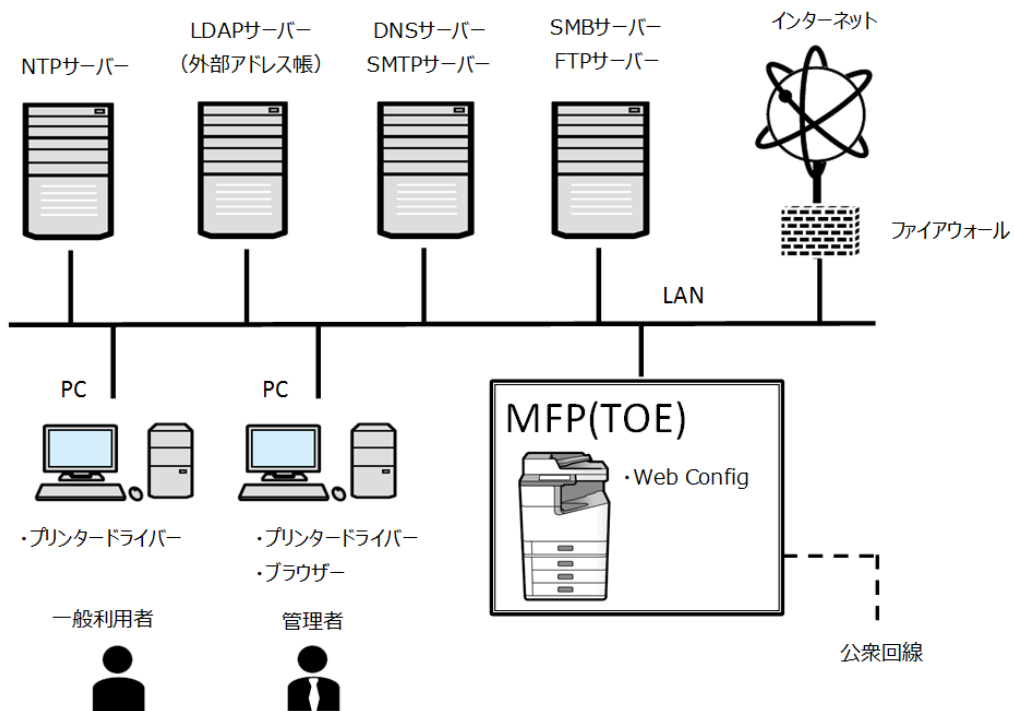 NTPサーバー
LDAPサーバー
(外部アドレス帳)
DNSサーバー
SMTPサーバー
SMBサーバー
FTPサーバー
インターネット
ファイアウォール
LAN
PC
PC
MFP(TOE)
・Web Config
・プリンタードライバー
・プリンタードライバー
・ブラウザー
一般利用者
管理者
公衆回線